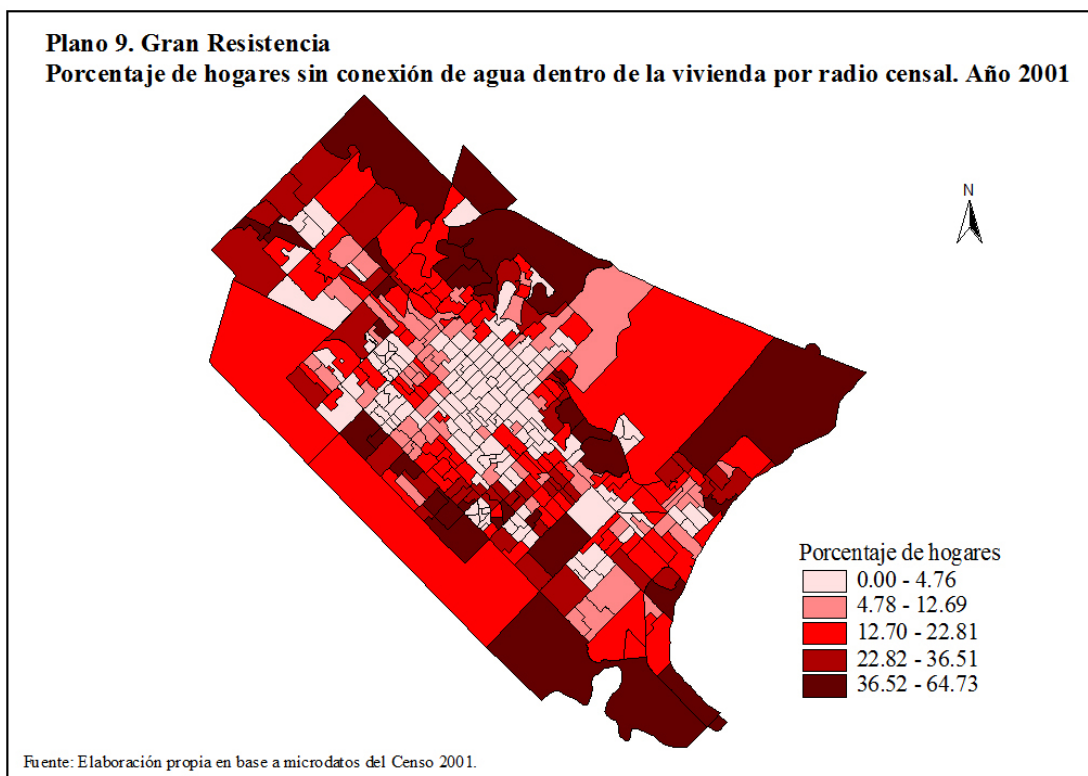 Plano 9. Gran Resistencia
Porcentaje de hogares sin conexión de agua dentro de la vivienda por radio censal. Año 2001
N
Porcentaje de hogares
0.00 - 4.76
4.78 - 12.69
12.70 - 22.81
22.82 - 36.51
36.52 - 64.73
Fuente: Elaboración propia en base a microdatos del Censo 2001.